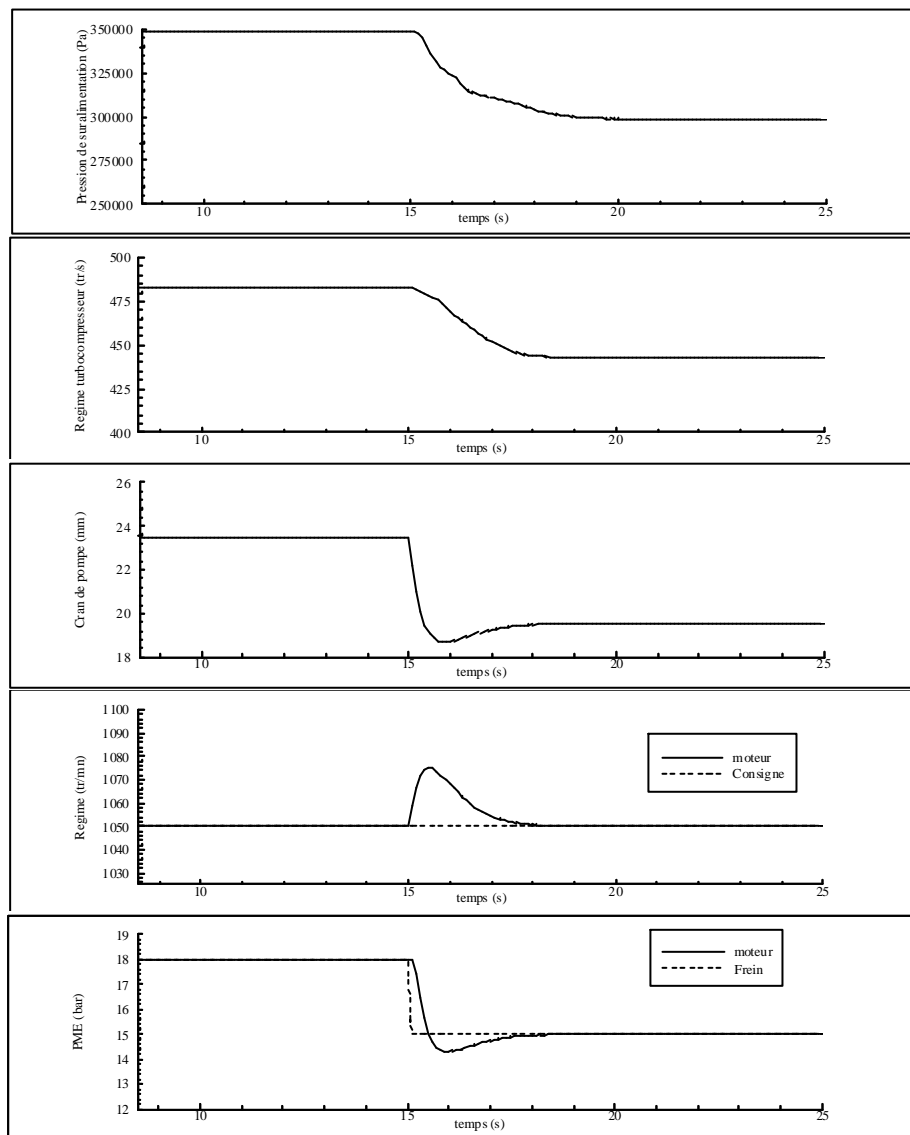 Pression de suralimentation (Pa)
350000
325000
300000
275000
250000
10 15 20 25
temps (s)
Regime turbocompresseur (tr/s)
500
475
450
425
400
10 15 20 25
temps (s)
Cran de pompe (mm)
26
24
22
20
18
10 15 20 25
temps (s)
Regime (tr/mn)
1100
1090
1080
1070
1060
1050
1040
1030
moteur
Consigne
10 15 20 25
temps (s)
PME (bar)
19
18
17
16
15
14
13
12
moteur
Frein
10 15 20 25
temps (s)